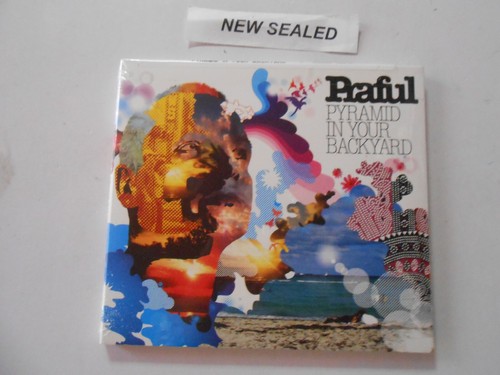 NEW SEALED
Praful
PYRAMID
IN YOUR
BACKYARD